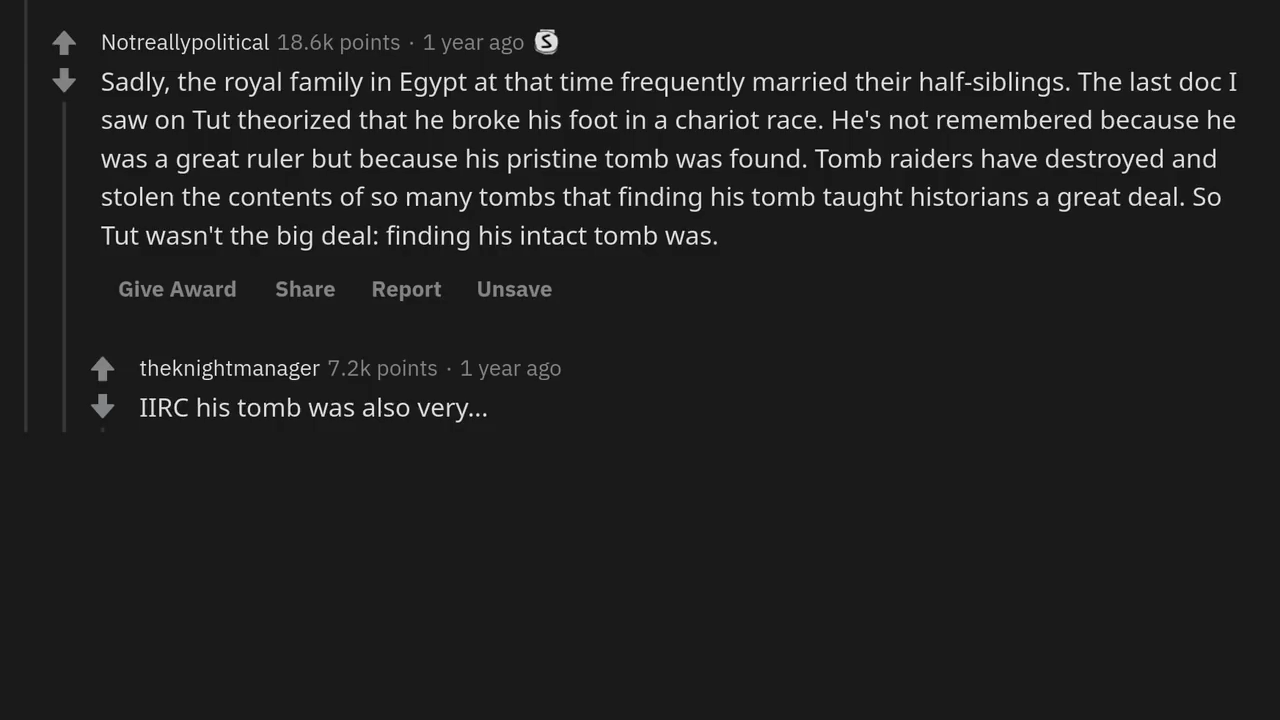 Notreallypolitical 18.6k points · 1 year ago S
Sadly, the royal family in Egypt at that time frequently married their half-siblings. The last doc I
saw on Tut theorized that he broke his foot in a chariot race. He's not remembered because he
was a great ruler but because his pristine tomb was found. Tomb raiders have destroyed and
stolen the contents of so many tombs that finding his tomb taught historians a great deal. So
Tut wasn't the big deal: finding his intact tomb was.
Give Award Share Report Unsave
theknightmanager 7.2k points · 1 year ago
IIRC his tomb was also very...